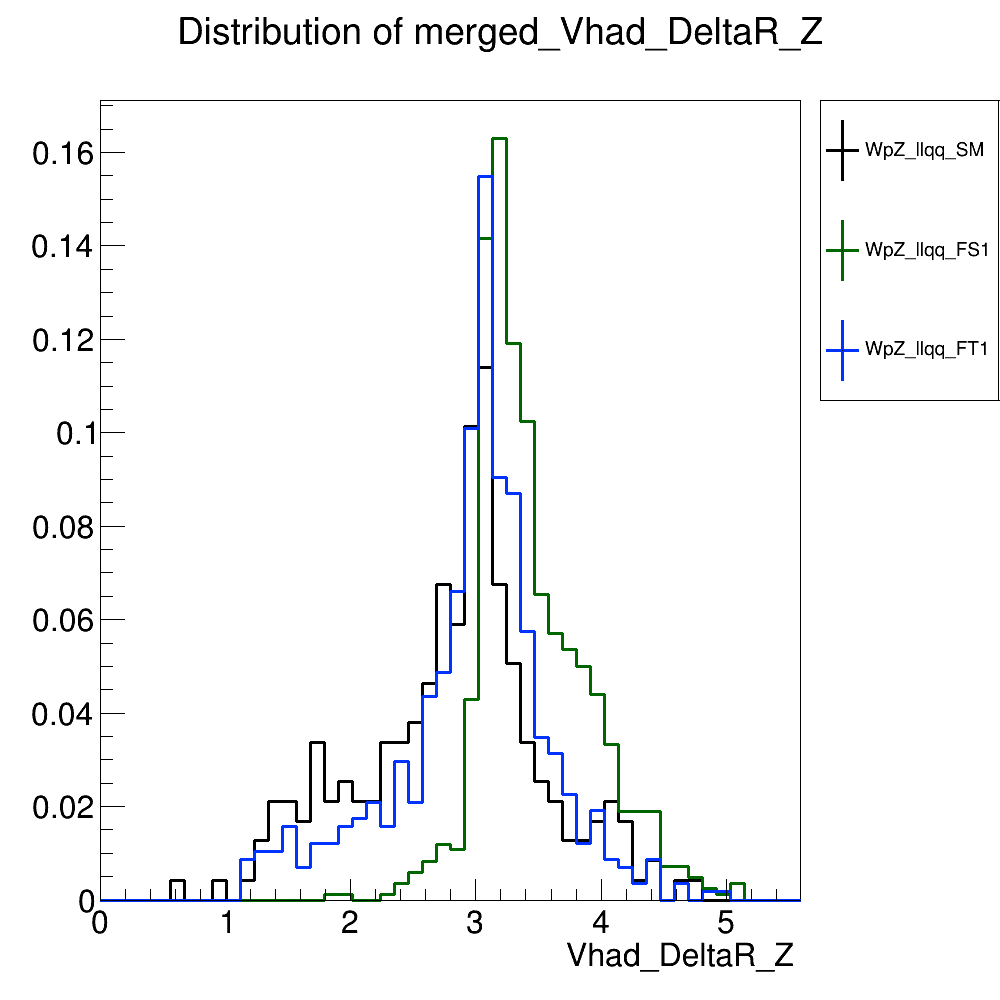 Distribution of merged_Vhad_DeltaR_Z
WpZ_llqq_SM
WpZ_llqq_FS1
WpZ_llqq_FT1
0.16
0.14
0.12
0.1
0.08
0.06
0.04
0.02
0
0 1 2 3 4 5
Vhad_DeltaR_Z